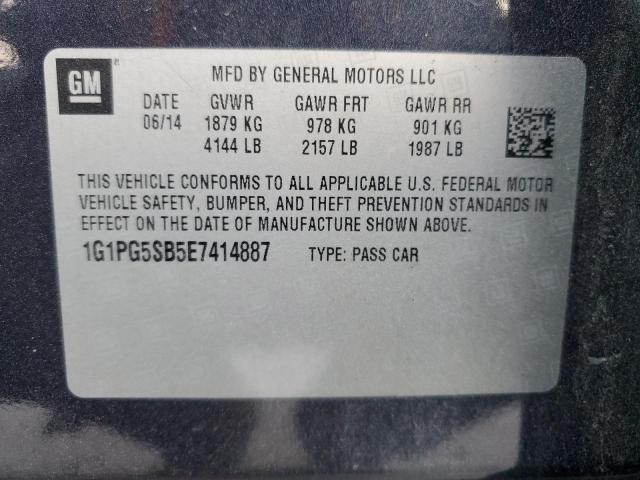 GM
MFD BY GENERAL MOTORS LLC
DATE GVWR GAWR FRT GAWR RR
06/14 1879 KG 978 KG 901 KG
4144 LB 2157 LB 1987 LB
THIS VEHICLE CONFORMS TO ALL APPLICABLE U.S. FEDERAL MOTOR
VEHICLE SAFETY, BUMPER, AND THEFT PREVENTION STANDARDS IN
EFFECT ON THE DATE OF MANUFACTURE SHOWN ABOVE.
1G1PG5SB5E7414887 TYPE: PASS CAR